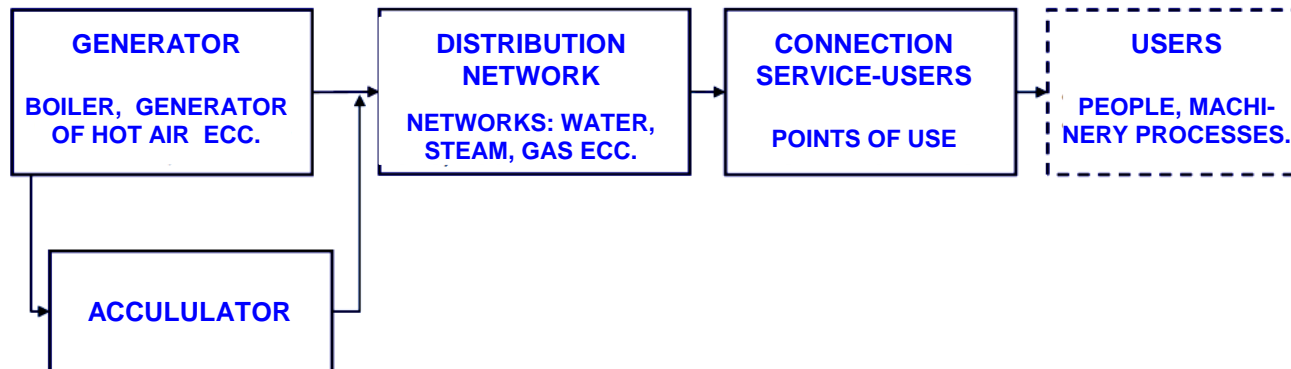 GENERATOR
BOILER, GENERATOR
OF HOT AIR ECC.
DISTRIBUTION
NETWORK
NETWORKS: WATER,
STEAM, GAS ECC.
CONNECTION
SERVICE-USERS
POINTS OF USE
USERS
PEOPLE, MACHI-
NERY PROCESSES.
ACCULULATOR